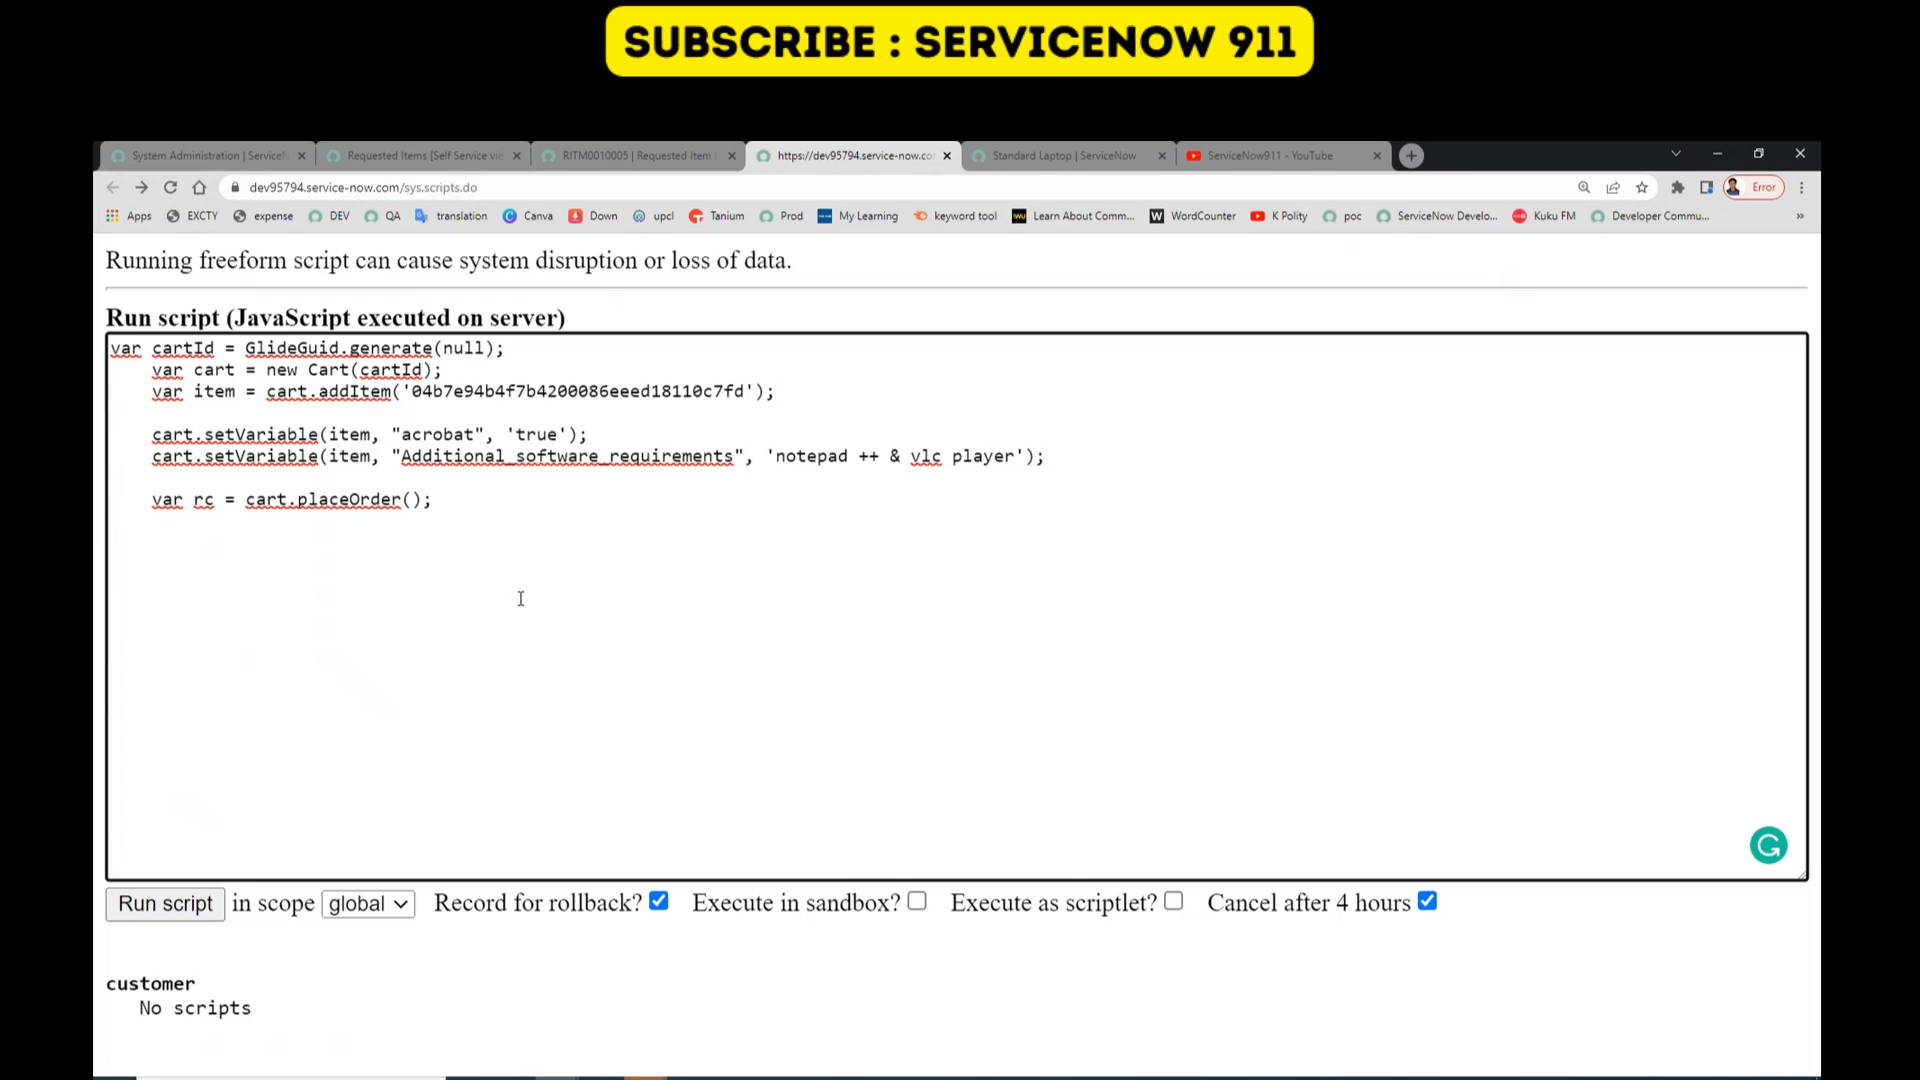 SUBSCRIBE : SERVICENOW 911
System Administration | ServiceN
Requested Items [Self Service vie
RITM0010005 | Requested Item |
https://dev95794.service-now.co
Standard Laptop | ServiceNow
ServiceNow911 - YouTube
dev95794.service-now.com/sys.scripts.do
Error
Apps
EXCTY
expense
DEV
QA
translation
Canva
Down
upcl
Tanium
Prod
My Learning
keyword tool
Learn About Comm...
WordCounter
K Polity
poc
ServiceNow Develo...
Kuku FM
Developer Commu...
»
Running freeform script can cause system disruption or loss of data.
Run script (JavaScript executed on server)
var cartId = GlideGuid.generate(null);
var cart = new Cart(cartId);
var item = cart.addItem('04b7e94b4f7b4200086eeed18110c7fd');
cart.setVariable(item, "acrobat", 'true');
cart.setVariable(item, "Additional_software_requirements", 'notepad ++ & vlc player');
var rc = cart.placeOrder();
Run script in scope global Record for rollback? Execute in sandbox? Execute as scriptlet? Cancel after 4 hours
customer
No scripts